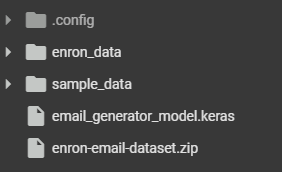 .config
enron_data
sample_data
email_generator_model.keras
enron-email-dataset.zip